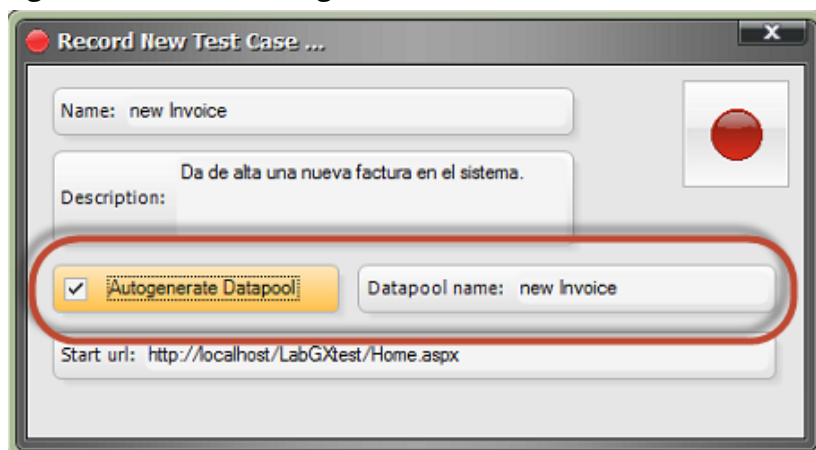 Record New Test Case ...
Name: new Invoice
Da de alta una nueva factura en el sistema.
Description:
Autogenerate Datapool
Datapool name: new Invoice
Start url: http://localhost/LabGXtest/Home.aspx